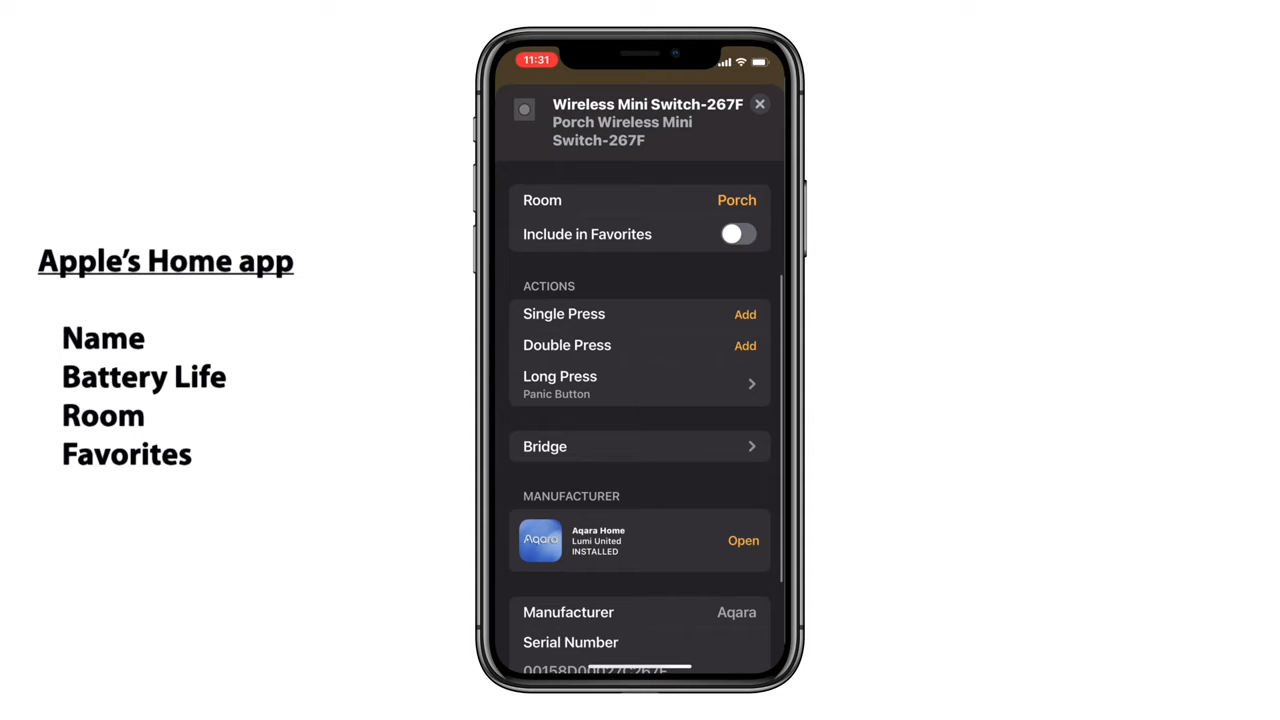 Apple's Home app
Name
Battery Life
Room
Favorites
11:31
Wireless Mini Switch-267F
Porch Wireless Mini
Switch-267F
Room Porch
Include in Favorites
ACTIONS
Single Press Add
Double Press Add
Long Press
Panic Button
Bridge
MANUFACTURER
Aqara
Aqara Home
Lumi United
INSTALLED
Open
Manufacturer Aqara
Serial Number